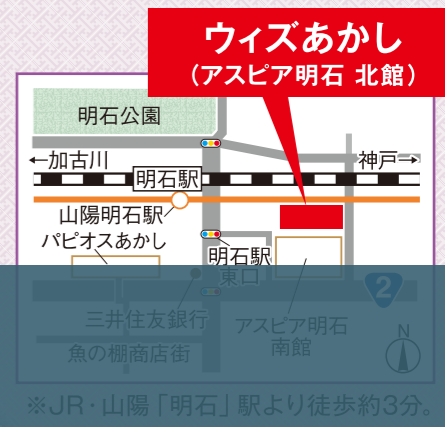 ウィズあかし
（アスピア明石 北館）
明石公園
←加古川
神戸→
明石駅
山陽明石駅
パピオスあかし
明石駅
東口
2
三井住友銀行
アスピア明石
南館
N
魚の棚商店街
※JR・山陽「明石」駅より徒歩約3分。